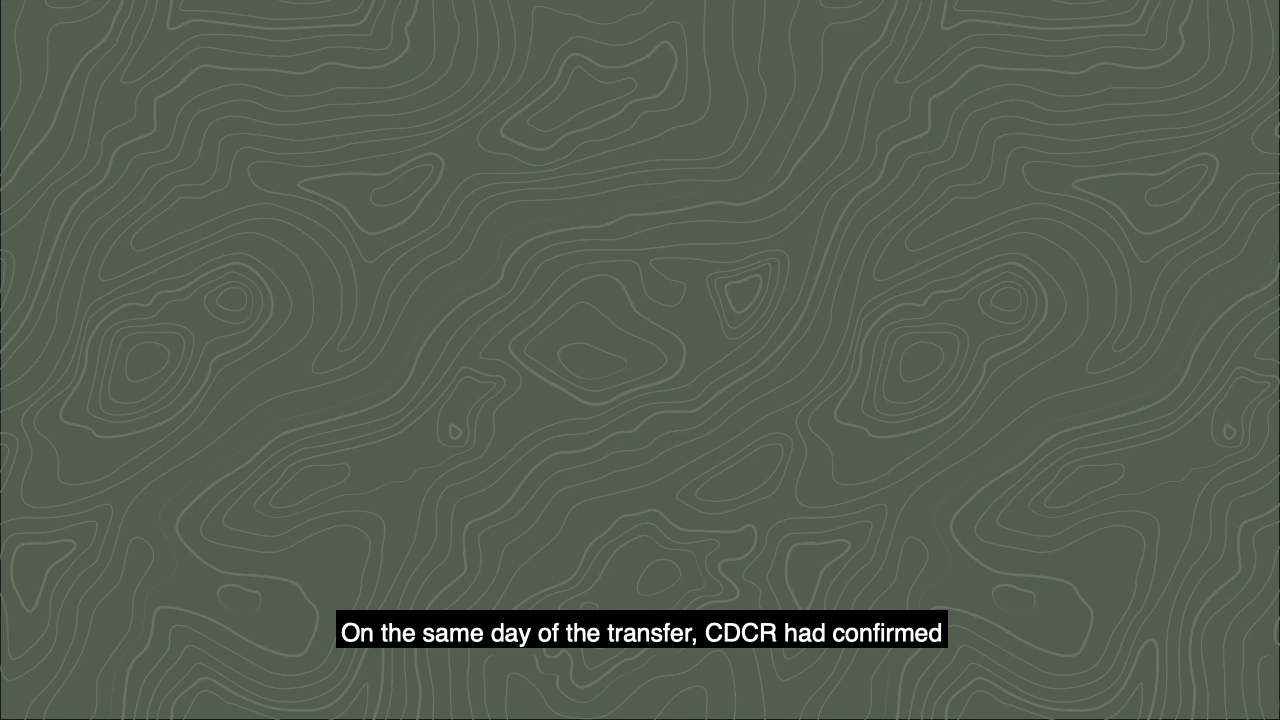 On the same day of the transfer, CDCR had confirmed